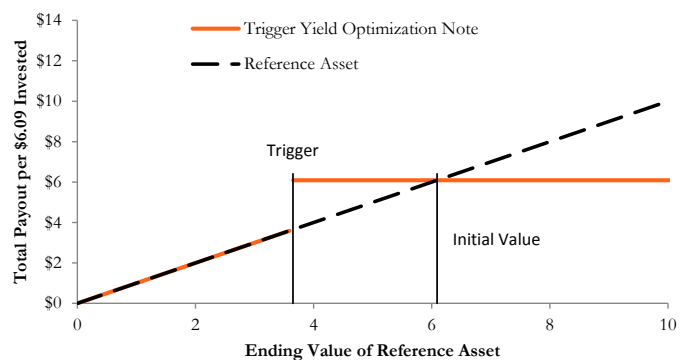 $14
$12
$10
$8
$6
$4
$2
$0
Total Payout per $6.09 Invested
Trigger Yield Optimization Note
Reference Asset
Trigger
Initial Value
0 2 4 6 8 10
Ending Value of Reference Asset